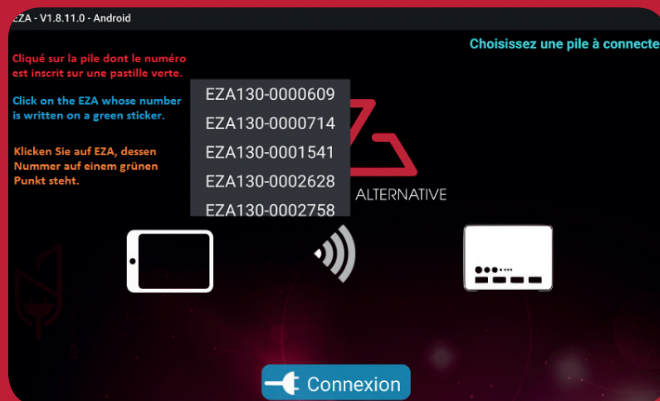 EZA - V1.8.11.0 - Android
Choisissez une pile à connecte
Cliqué sur la pile dont le numéro
est inscrit sur une pastille verte.
Click on the EZA whose number
is written on a green sticker.
Klicken Sie auf EZA, dessen
Nummer auf einem grünen
Punkt steht.
EZA130-0000609
EZA130-0000714
EZA130-0001541
EZA130-0002628
EZA130-0002758
ALTERNATIVE
Connexion